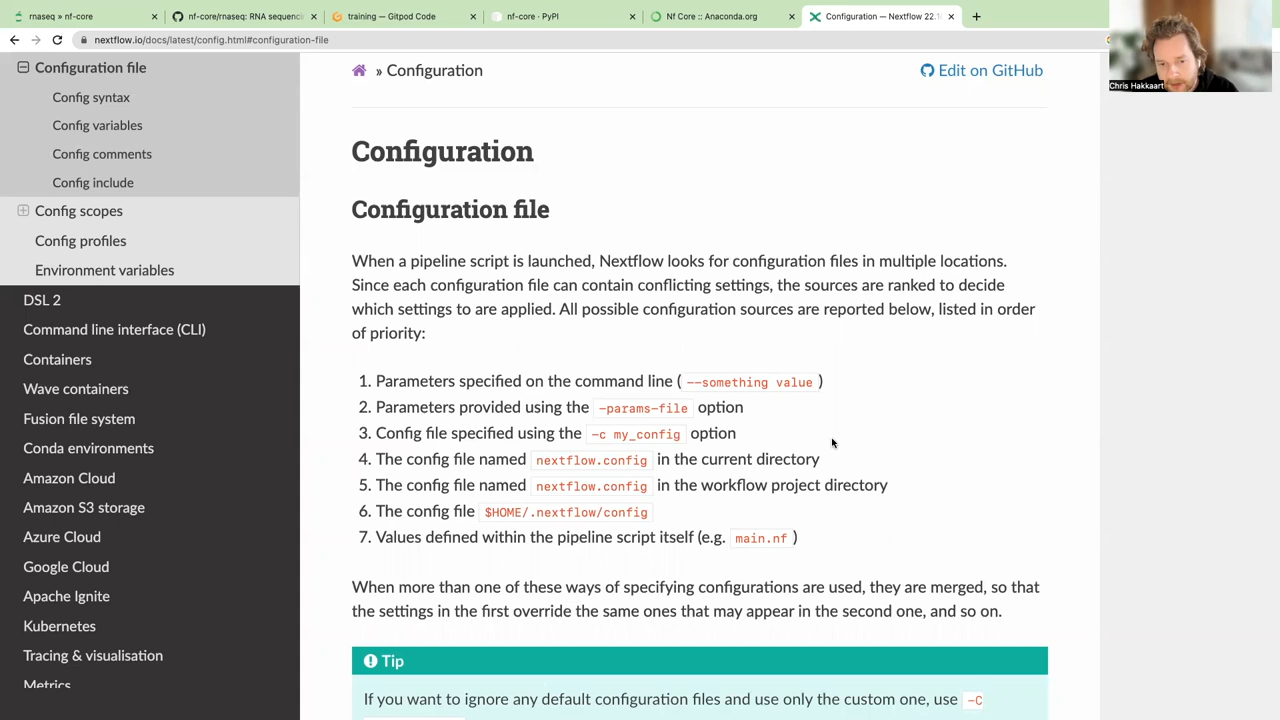 rnaseq » nf-core
nf-core/rnaseq: RNA sequencin
training — Gitpod Code
nf-core · PyPI
Nf Core :: Anaconda.org
Configuration — Nextflow 22.1
nextflow.io/docs/latest/config.html#configuration-file
Chris Hakkaart
Configuration file
Config syntax
Config variables
Config comments
Config include
Config scopes
Config profiles
Environment variables
DSL 2
Command line interface (CLI)
Containers
Wave containers
Fusion file system
Conda environments
Amazon Cloud
Amazon S3 storage
Azure Cloud
Google Cloud
Apache Ignite
Kubernetes
Tracing & visualisation
Metrics
» Configuration
Edit on GitHub
Configuration
Configuration file
When a pipeline script is launched, Nextflow looks for configuration files in multiple locations.
Since each configuration file can contain conflicting settings, the sources are ranked to decide
which settings to are applied. All possible configuration sources are reported below, listed in order
of priority:
1. Parameters specified on the command line ( --something value )
2. Parameters provided using the -params-file option
3. Config file specified using the -c my_config option
4. The config file named nextflow.config in the current directory
5. The config file named nextflow.config in the workflow project directory
6. The config file $HOME/.nextflow/config
7. Values defined within the pipeline script itself (e.g. main.nf )
When more than one of these ways of specifying configurations are used, they are merged, so that
the settings in the first override the same ones that may appear in the second one, and so on.
Tip
If you want to ignore any default configuration files and use only the custom one, use -C